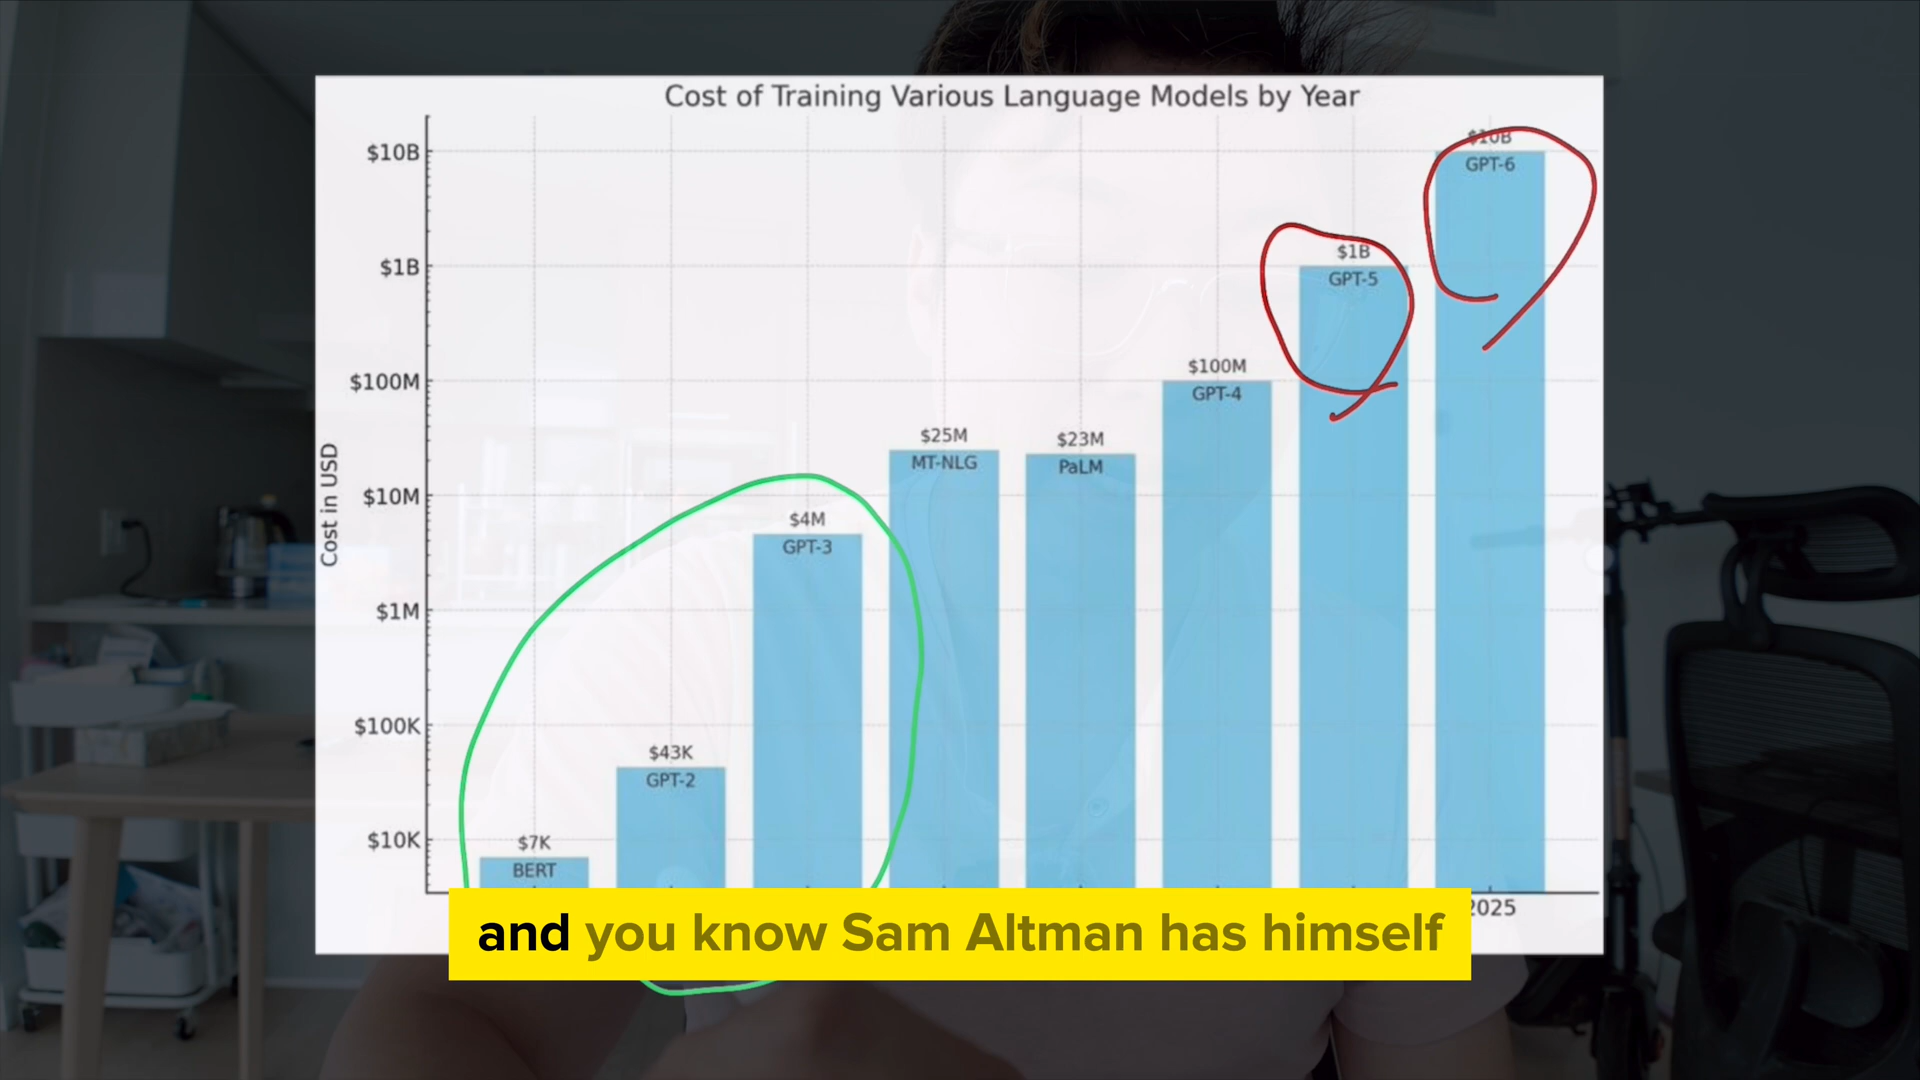 Cost of Training Various Language Models by Year
$10B
$1B
$100M
$10M
$1M
$100K
$10K
Cost in USD
$7K
BERT
$43K
GPT-2
$4M
GPT-3
$25M
MT-NLG
$23M
PaLM
$100M
GPT-4
$1B
GPT-5
$10B
GPT-6
2025
and you know Sam Altman has himself